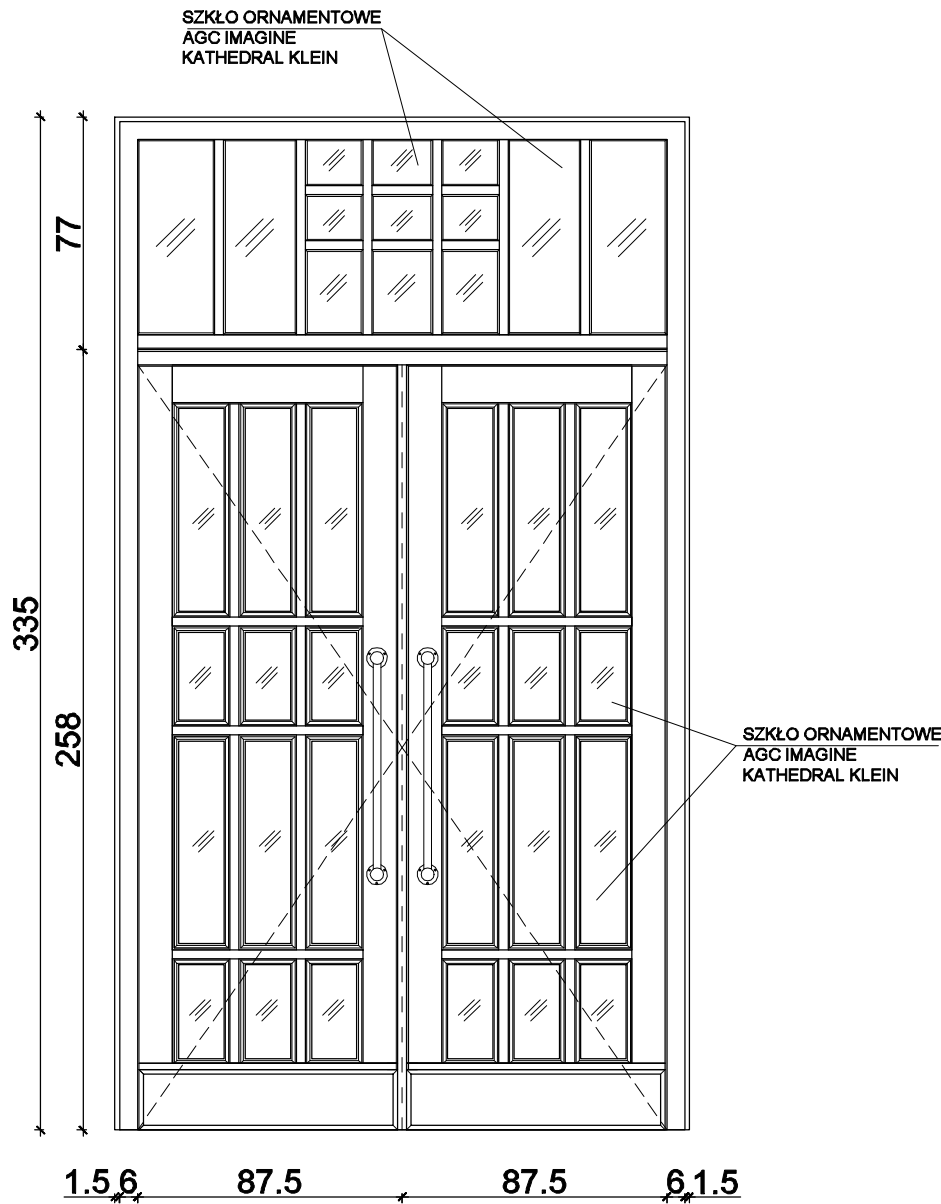 SZKŁO ORNAMENTOWE
AGC IMAGINE
KATHEDRAL KLEIN
77
335
258
SZKŁO ORNAMENTOWE
AGC IMAGINE
KATHEDRAL KLEIN
1.5 6 87.5 87.5 6 1.5